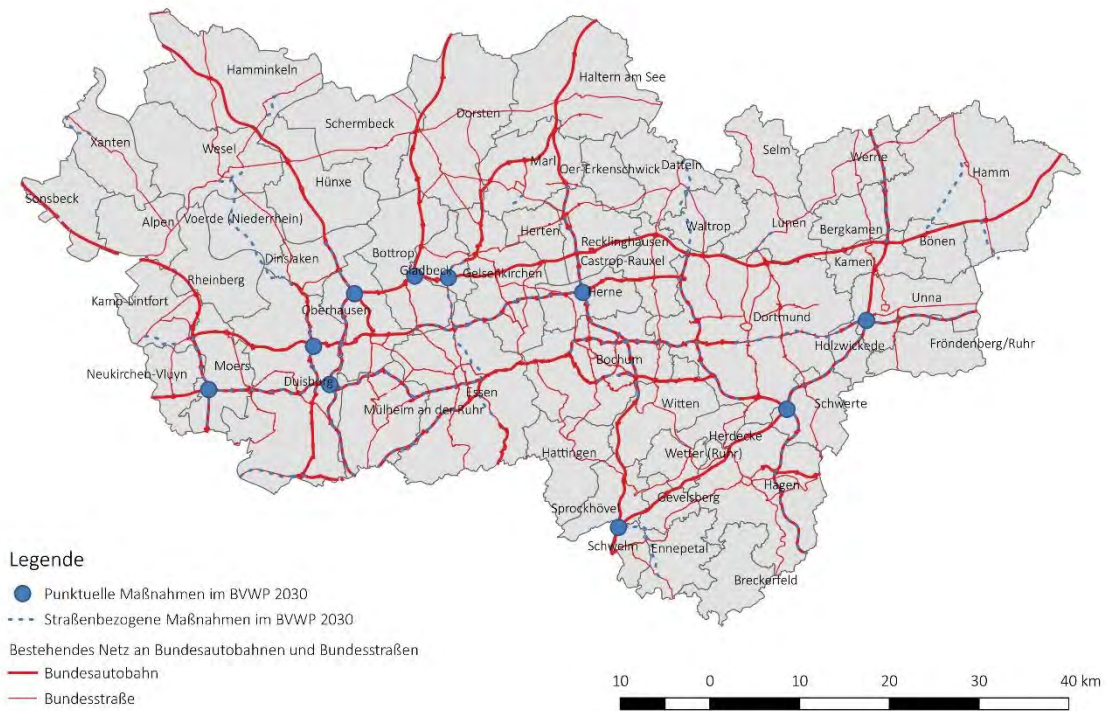 Hamminkeln
Haltern am See
Dorsten
Schermbeck
Xanten
Wesel
Selm
Werne
Marl
Oer-Erkenschwick
Datteln
Hamm
Hünxe
Sonsbeck
Alpen
Voerde (Niederrhein)
Waltrop
Lünen
Bergkamen
Herten
Recklinghausen
Bönen
Dinslaken
Bottrop
Castrop-Rauxel
Kamen
Gladbeck
Gelsenkirchen
Rheinberg
Kamp-Lintfort
Herne
Unna
Oberhausen
Dortmund
Holzwickede
Fröndenberg/Ruhr
Neukirchen-Vluyn
Moers
Bochum
Duisburg
Essen
Mülheim an der Ruhr
Witten
Schwerte
Herdecke
Hattingen
Wetter (Ruhr)
Hagen
Gevelsberg
Sprockhövel
Schwelm
Ennepetal
Breckerfeld
Legende
Punktuelle Maßnahmen im BVWP 2030
Straßenbezogene Maßnahmen im BVWP 2030
Bestehendes Netz an Bundesautobahnen und Bundesstraßen
Bundesautobahn
Bundesstraße
10 0 10 20 30 40 km